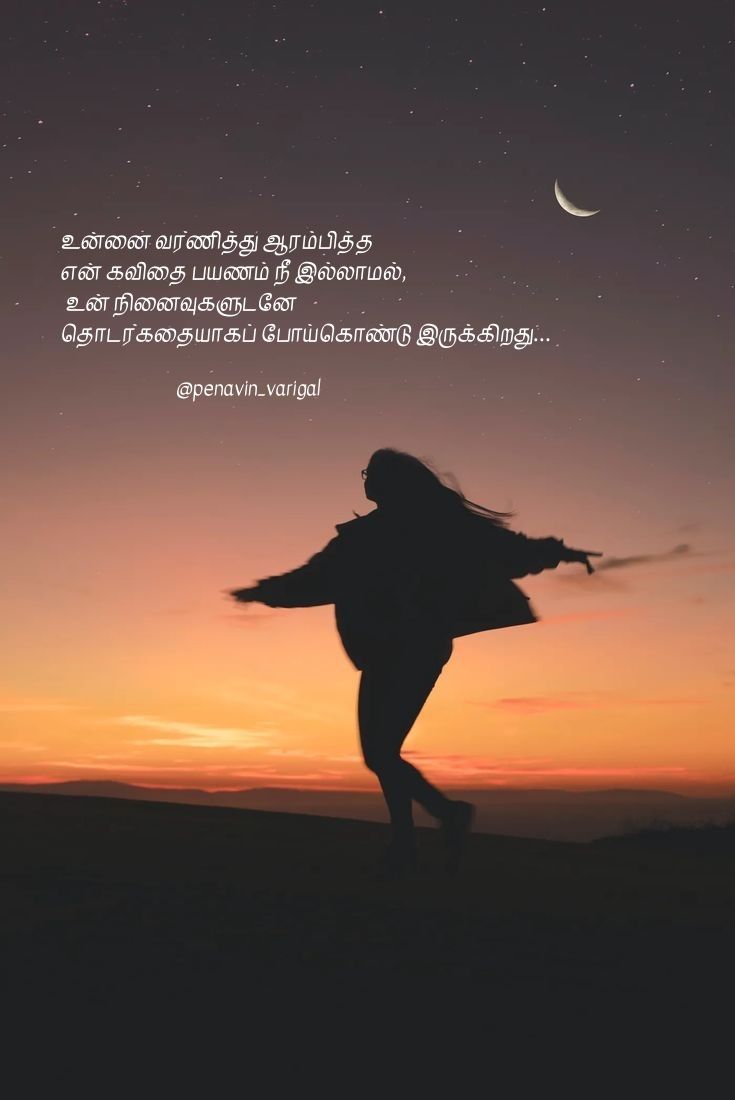 உன்னை வர்ணித்து ஆரம்பித்த
என் கவிதை பயணம் நீ இல்லாமல்,
உன் நினைவுகளுடனே
தொடர்கதையாகப் போய்கொண்டு இருக்கிறது...
@penavin_varigal